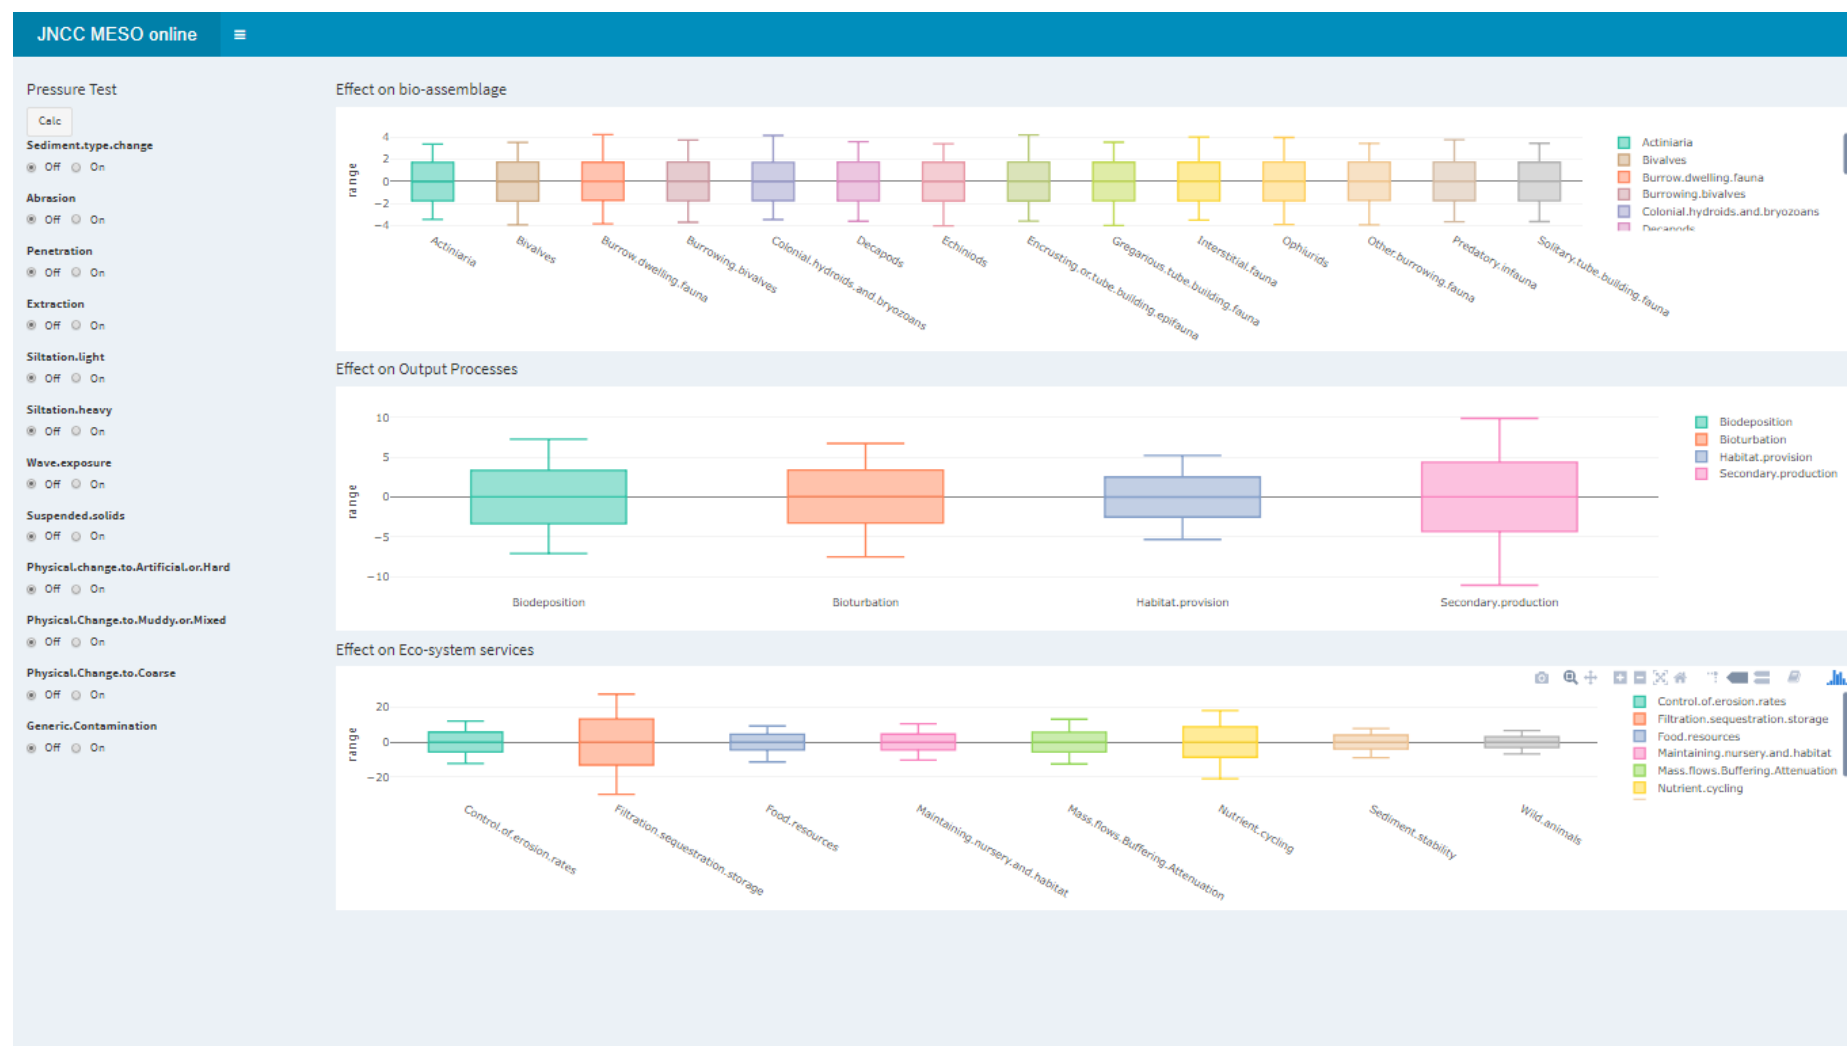 JNCC MESO online
Pressure Test
Calc
Sediment.type.change
Off On
Abrasion
Off On
Penetration
Off On
Extraction
Off On
Siltation.light
Off On
Siltation.heavy
Off On
Wave.exposure
Off On
Suspended.solids
Off On
Physical.change.to.Artificial.or.Hard
Off On
Physical.Change.to.Muddy.or.Mixed
Off On
Physical.Change.to.Coarse
Off On
Generic.Contamination
Off On
Effect on bio-assemblage
range
4
2
0
−2
−4
Actiniaria
Bivalves
Burrow.dwelling.fauna
Burrowing.bivalves
Colonial.hydroids.and.bryozoans
Decapods
Echiniods
Encrusting.or.tube.building.epifauna
Gregarious.tube.building.fauna
Interstitial.fauna
Ophiurids
Other.burrowing.fauna
Predatory.infauna
Solitary.tube.building.fauna
Actiniaria
Bivalves
Burrow.dwelling.fauna
Burrowing.bivalves
Colonial.hydroids.and.bryozoans
Decapods
Effect on Output Processes
range
10
5
0
−5
−10
Biodeposition
Bioturbation
Habitat.provision
Secondary.production
Biodeposition
Bioturbation
Habitat.provision
Secondary.production
Effect on Eco-system services
range
20
0
−20
Control.of.erosion.rates
Filtration.sequestration.storage
Food.resources
Maintaining.nursery.and.habitat
Mass.flows.Buffering.Attenuation
Nutrient.cycling
Sediment.stability
Wild.animals
Control.of.erosion.rates
Filtration.sequestration.storage
Food.resources
Maintaining.nursery.and.habitat
Mass.flows.Buffering.Attenuation
Nutrient.cycling